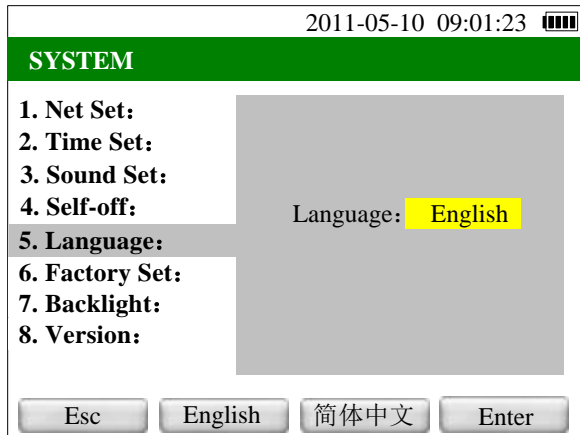 2011-05-10 09:01:23
SYSTEM
1. Net Set：
2. Time Set：
3. Sound Set：
4. Self-off：
5. Language：
6. Factory Set：
7. Backlight：
8. Version：
Language： English
Esc English 简体中文 Enter